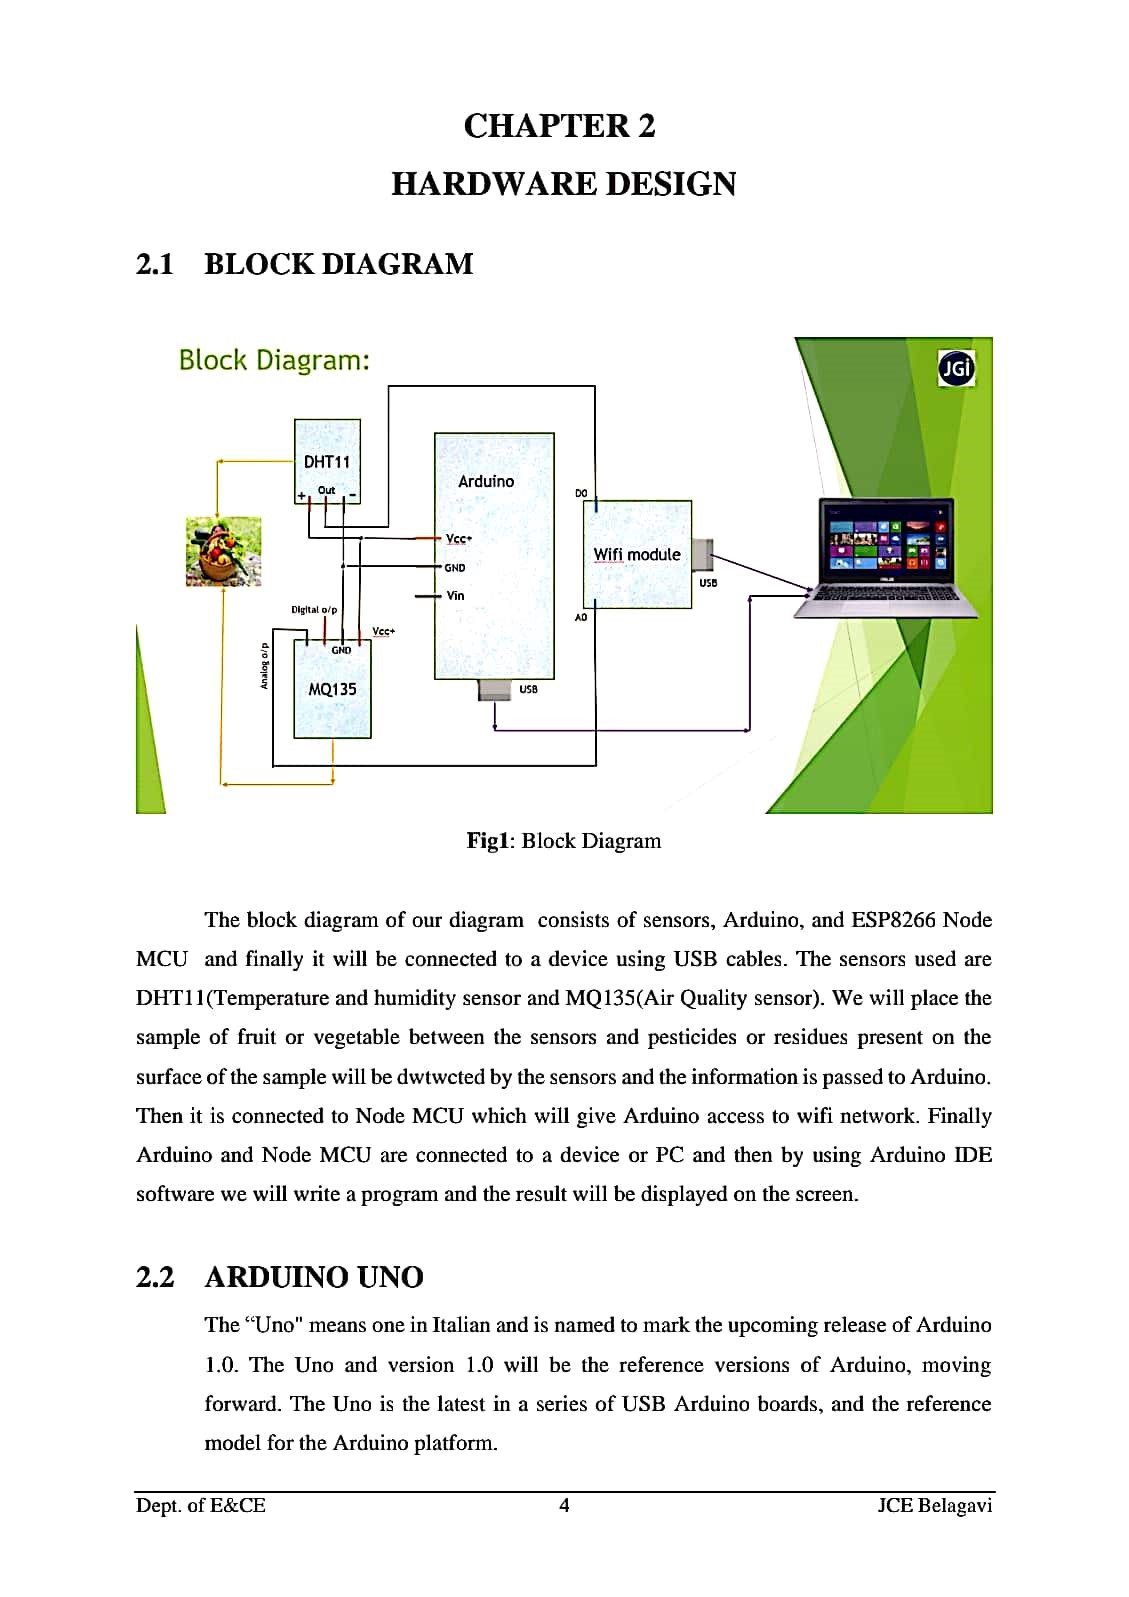 CHAPTER 2
HARDWARE DESIGN
2.1 BLOCK DIAGRAM
Block Diagram:
JGi
DHT11
+ Out -
Arduino
D0
Vcc+
GND
Vin
Wifi module
USB
Digital o/p
A0
Vcc+
GND
Analog o/p
MQ135
USB
Fig1: Block Diagram
The block diagram of our diagram consists of sensors, Arduino, and ESP8266 Node
MCU and finally it will be connected to a device using USB cables. The sensors used are
DHT11(Temperature and humidity sensor and MQ135(Air Quality sensor). We will place the
sample of fruit or vegetable between the sensors and pesticides or residues present on the
surface of the sample will be dwtwcted by the sensors and the information is passed to Arduino.
Then it is connected to Node MCU which will give Arduino access to wifi network. Finally
Arduino and Node MCU are connected to a device or PC and then by using Arduino IDE
software we will write a program and the result will be displayed on the screen.
2.2 ARDUINO UNO
The “Uno" means one in Italian and is named to mark the upcoming release of Arduino
1.0. The Uno and version 1.0 will be the reference versions of Arduino, moving
forward. The Uno is the latest in a series of USB Arduino boards, and the reference
model for the Arduino platform.
Dept. of E&CE 4 JCE Belagavi